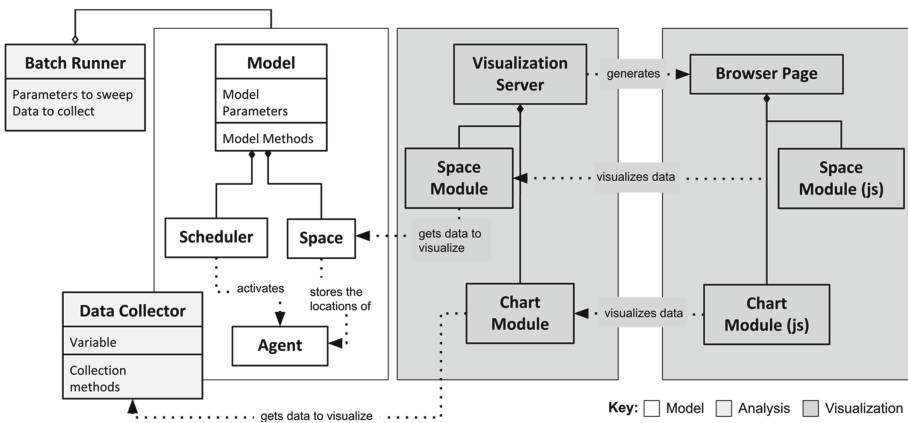 Batch Runner
Parameters to sweep
Data to collect
Model
Model
Parameters
Model Methods
Scheduler
Space
activates
stores the
locations of
Agent
Data Collector
Variable
Collection
methods
Visualization
Server
generates
Browser Page
Space
Module
visualizes data
Space
Module (js)
gets data to
visualize
Chart
Module
visualizes data
Chart
Module (js)
gets data to visualize
Key: Model Analysis Visualization